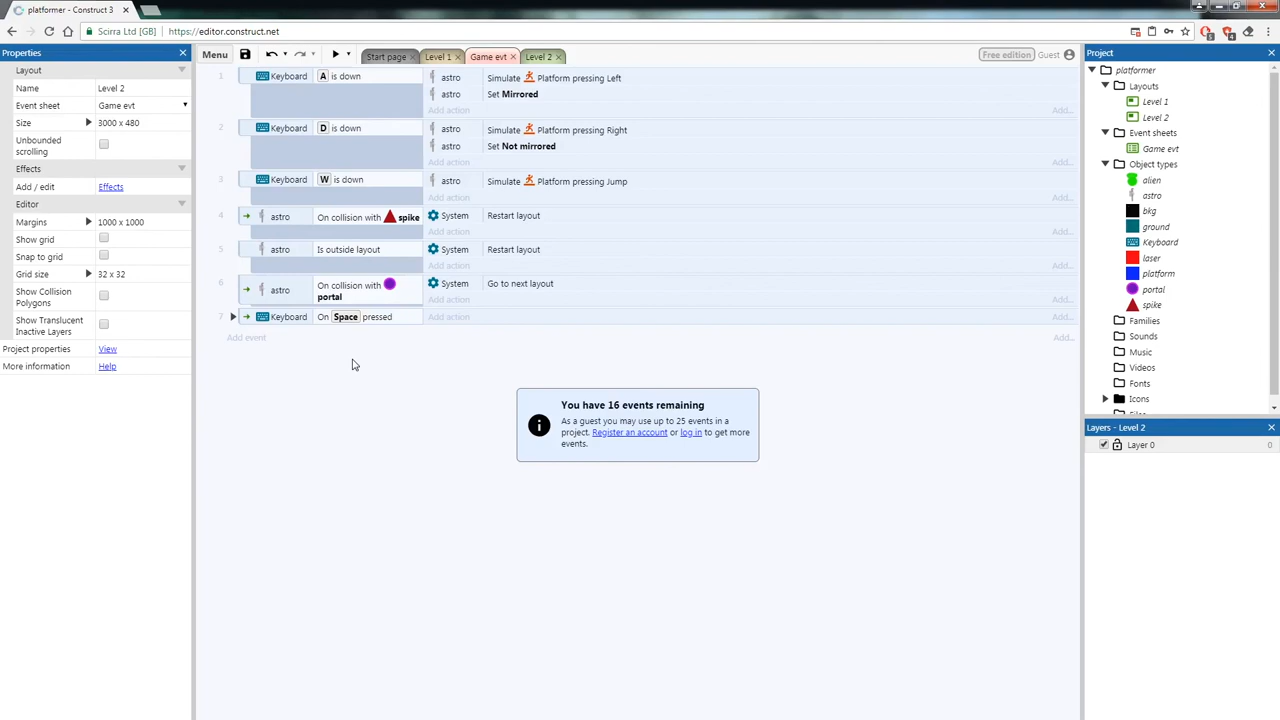 platformer - Construct 3
Scirra Ltd [GB] https://editor.construct.net
Properties
Menu
Start page
Level 1
Game evt
Level 2
Free edition
Guest
Project
Layout
Name Level 2
Event sheet Game evt
Size 3000 x 480
Unbounded
scrolling
Effects
Add / edit Effects
Editor
Margins 1000 x 1000
Show grid
Snap to grid
Grid size 32 x 32
Show Collision
Polygons
Show Translucent
Inactive Layers
Project properties View
More information Help
1 Keyboard A is down astro Simulate Platform pressing Left
astro Set Mirrored
Add action Add...
2 Keyboard D is down astro Simulate Platform pressing Right
astro Set Not mirrored
Add action Add...
3 Keyboard W is down astro Simulate Platform pressing Jump
Add action Add...
4 astro On collision with spike System Restart layout
Add action Add...
5 astro Is outside layout System Restart layout
Add action Add...
6 astro On collision with portal System Go to next layout
Add action Add...
7 Keyboard On Space pressed Add action Add...
Add event Add...
You have 16 events remaining
As a guest you may use up to 25 events in a
project. Register an account or log in to get more
events.
platformer
Layouts
Level 1
Level 2
Event sheets
Game evt
Object types
alien
astro
bkg
ground
Keyboard
laser
platform
portal
spike
Families
Sounds
Music
Videos
Fonts
Icons
Layers - Level 2
Layer 0 0